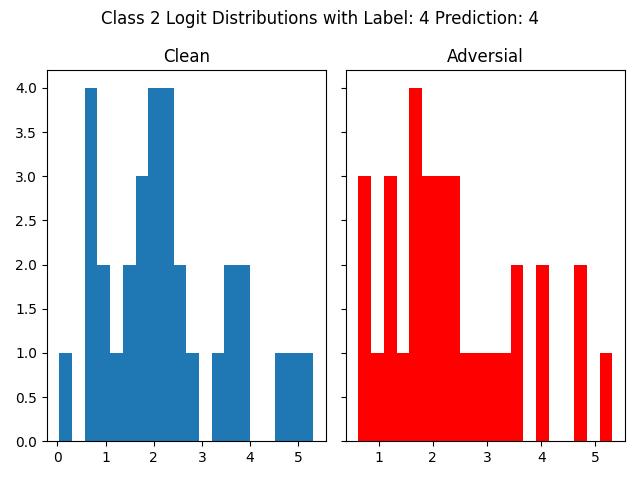 Class 2 Logit Distributions with Label: 4 Prediction: 4
Clean
Adversial
4.0
3.5
3.0
2.5
2.0
1.5
1.0
0.5
0.0
0 1 2 3 4 5
1 2 3 4 5